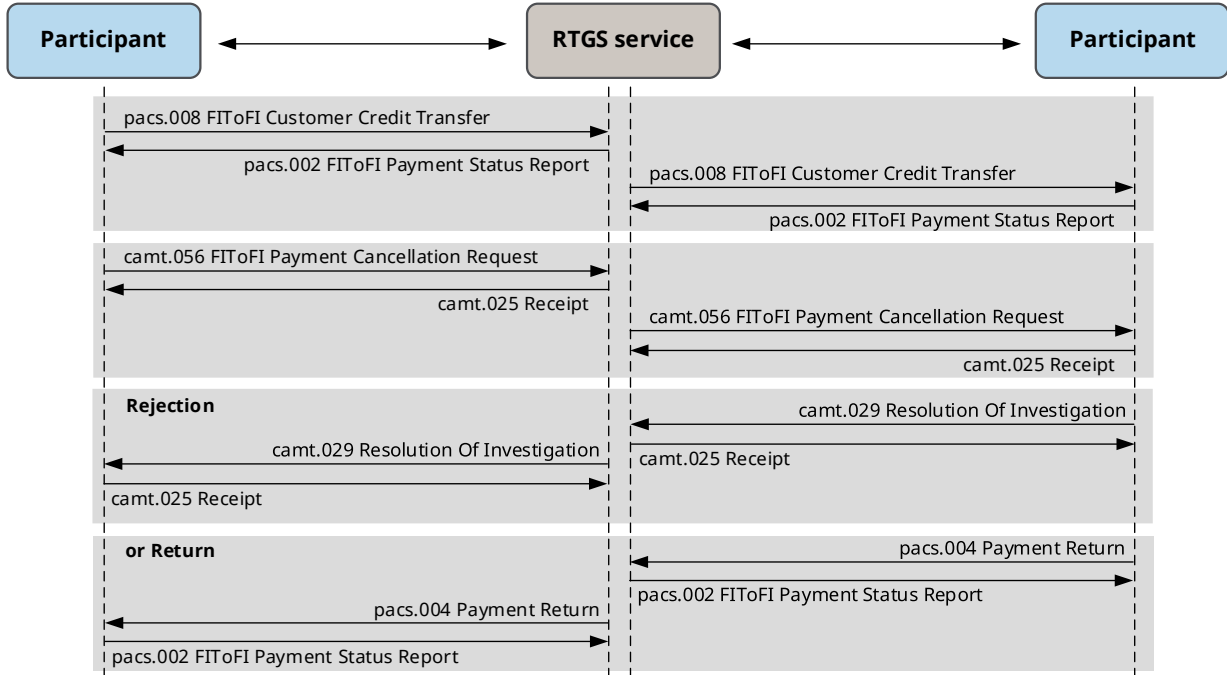 Participant
RTGS service
Participant
pacs.008 FIToFI Customer Credit Transfer
pacs.002 FIToFI Payment Status Report
pacs.008 FIToFI Customer Credit Transfer
pacs.002 FIToFI Payment Status Report
camt.056 FIToFI Payment Cancellation Request
camt.025 Receipt
camt.056 FIToFI Payment Cancellation Request
camt.025 Receipt
Rejection
camt.029 Resolution Of Investigation
camt.025 Receipt
camt.029 Resolution Of Investigation
camt.025 Receipt
or Return
pacs.004 Payment Return
pacs.002 FIToFI Payment Status Report
pacs.004 Payment Return
pacs.002 FIToFI Payment Status Report